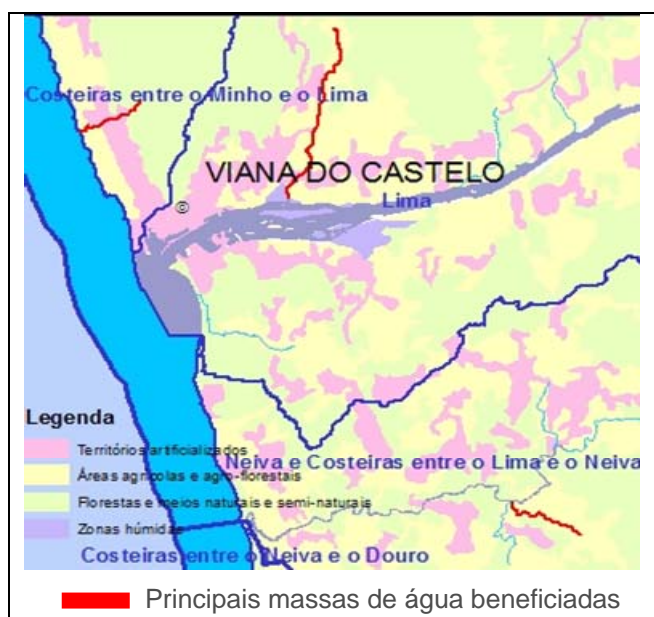 Costeiras entre o Minho e o Lima
VIANA DO CASTELO
Lima
Legenda
Territórios artificializados
Áreas agrícolas e agro-florestais
Florestas e meios naturais e semi-naturais
Zonas húmidas
Neiva e Costeiras entre o Lima e o Neiva
Costeiras entre o Neiva e o Douro
Principais massas de água beneficiadas